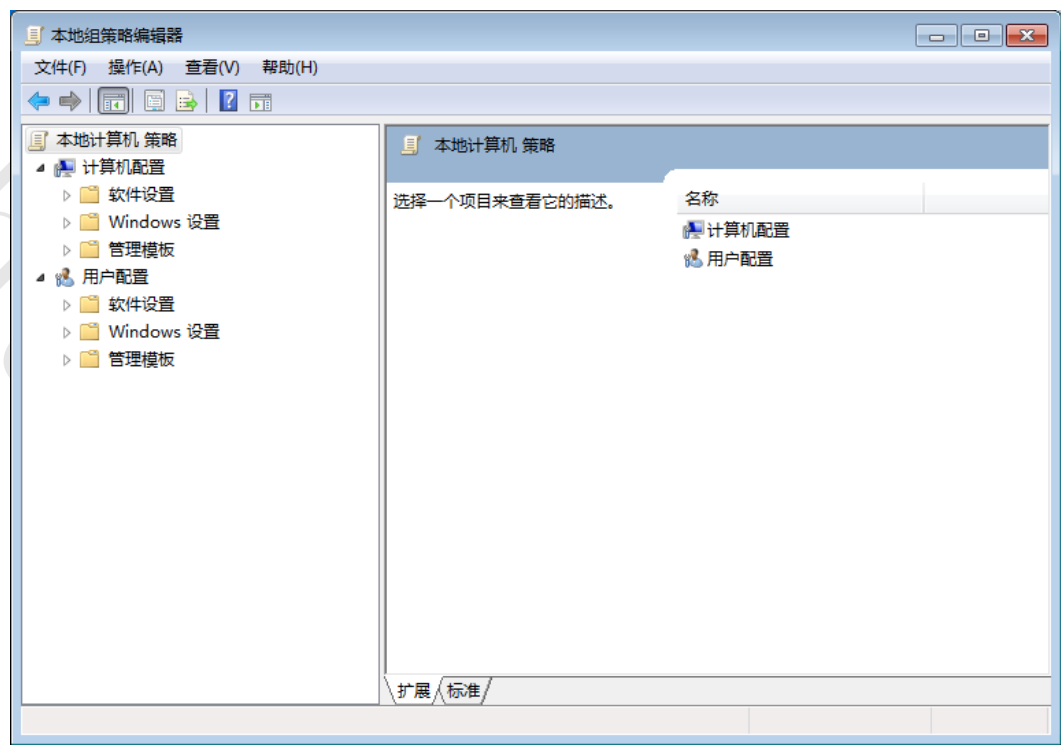 本地组策略编辑器
文件(F) 操作(A) 查看(V) 帮助(H)
本地计算机 策略
计算机配置
软件设置
Windows 设置
管理模板
用户配置
软件设置
Windows 设置
管理模板
本地计算机 策略
选择一个项目来查看它的描述。
名称
计算机配置
用户配置
扩展 标准